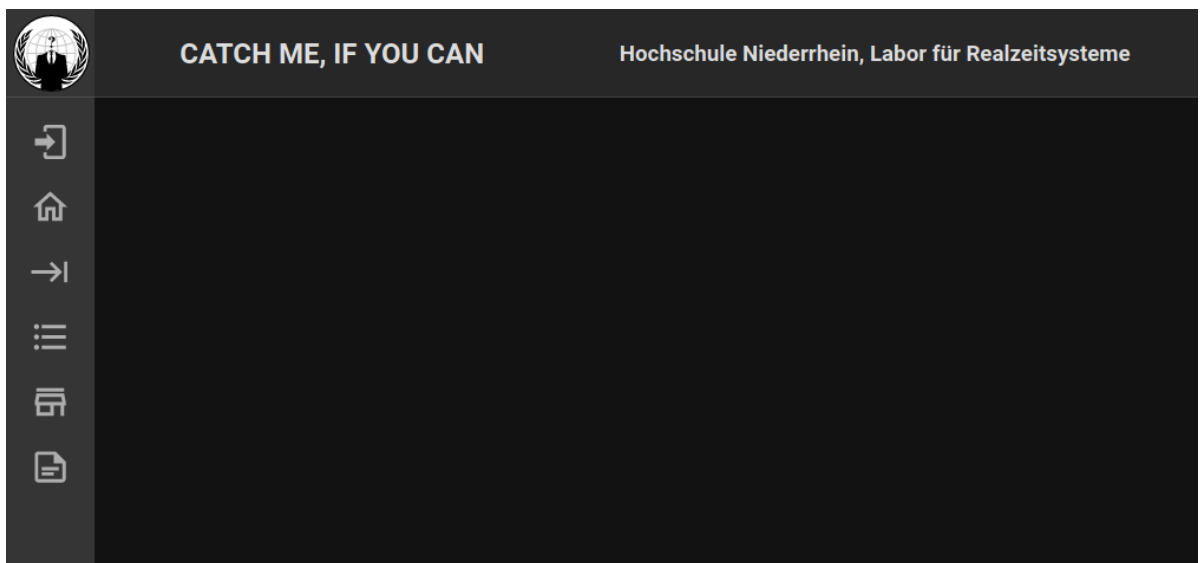 CATCH ME, IF YOU CAN
Hochschule Niederrhein, Labor für Realzeitsysteme